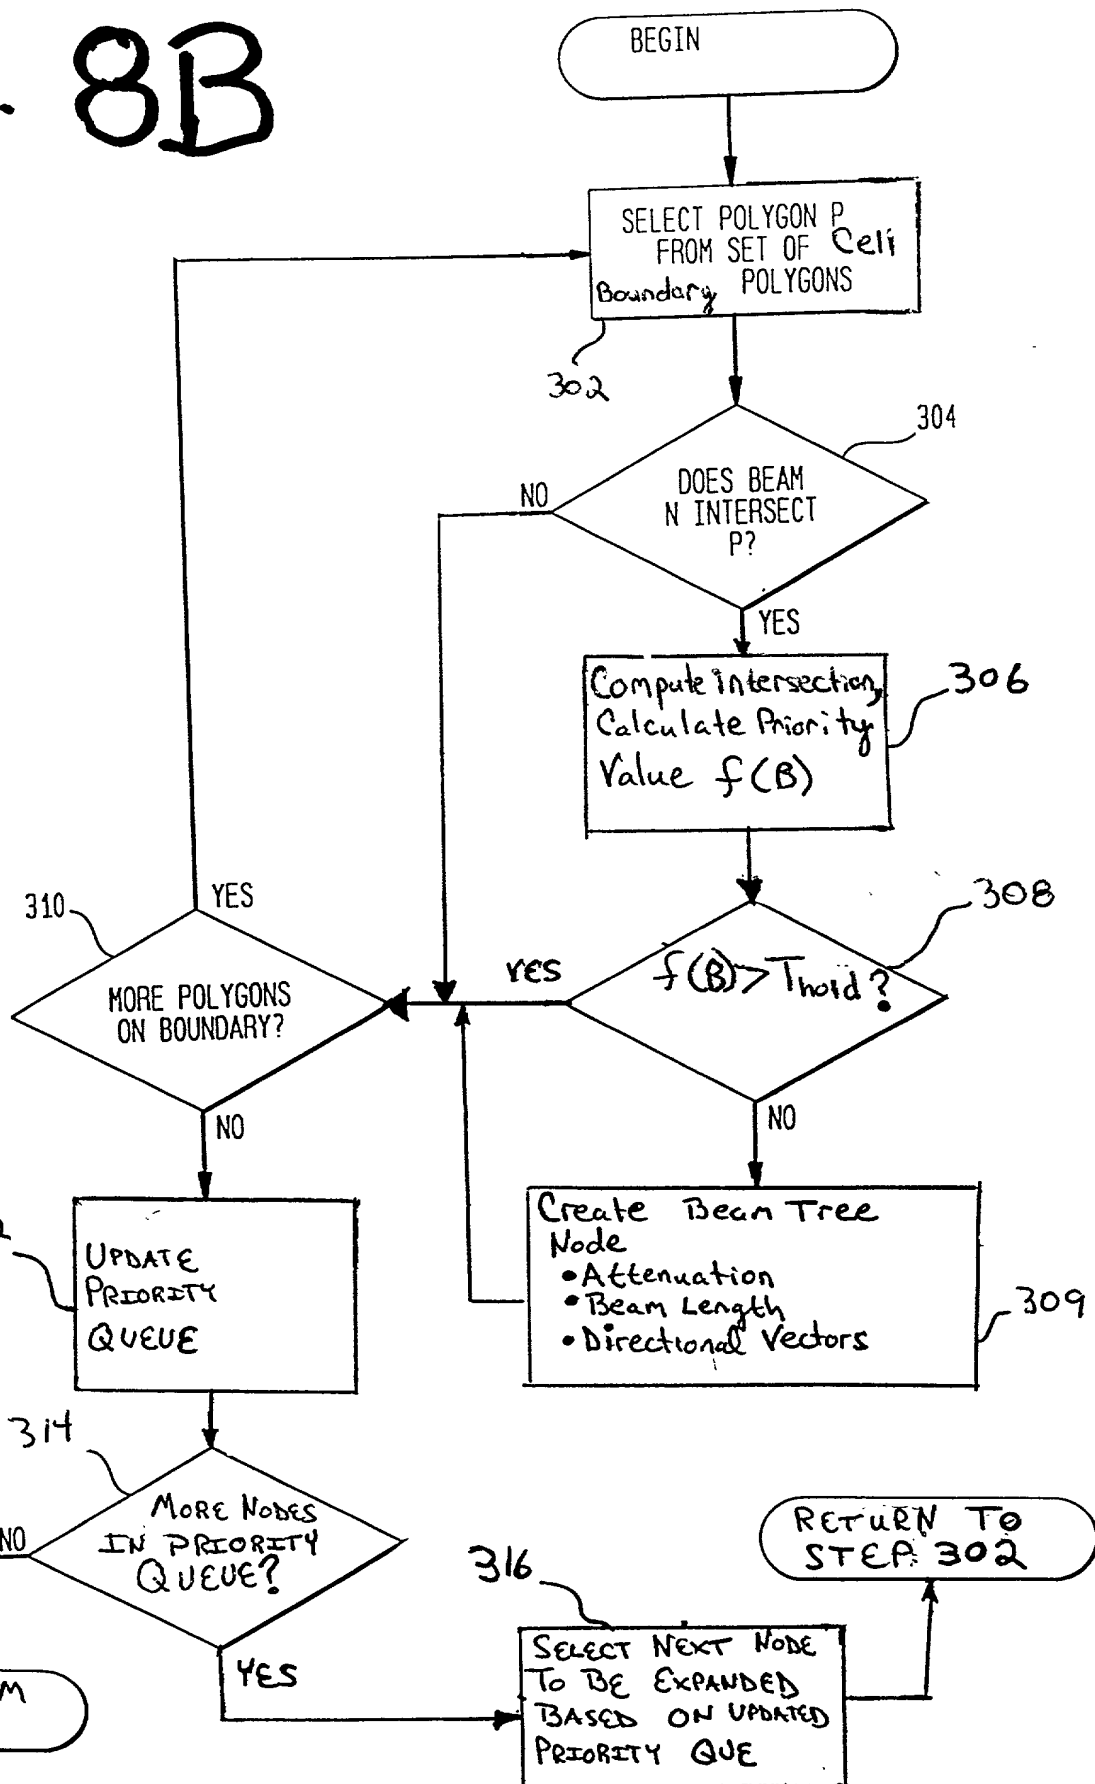 8B
BEGIN
SELECT POLYGON P
FROM SET OF Cell
Boundary POLYGONS
302
304
DOES BEAM
N INTERSECT
P?
NO
YES
Compute intersection,
Calculate Priority
Value f(B)
306
308
f(B)>Thold?
YES
NO
310
YES
MORE POLYGONS
ON BOUNDARY?
NO
Create Beam Tree
Node
•Attenuation
•Beam Length
•Directional Vectors
309
UPDATE
PRIORITY
QUEUE
2
314
MORE NODES
IN PRIORITY
QUEUE?
NO
YES
RETURN TO
STEP 302
316
SELECT NEXT NODE
TO BE EXPANDED
BASED ON UPDATED
PRIORITY QUE
M